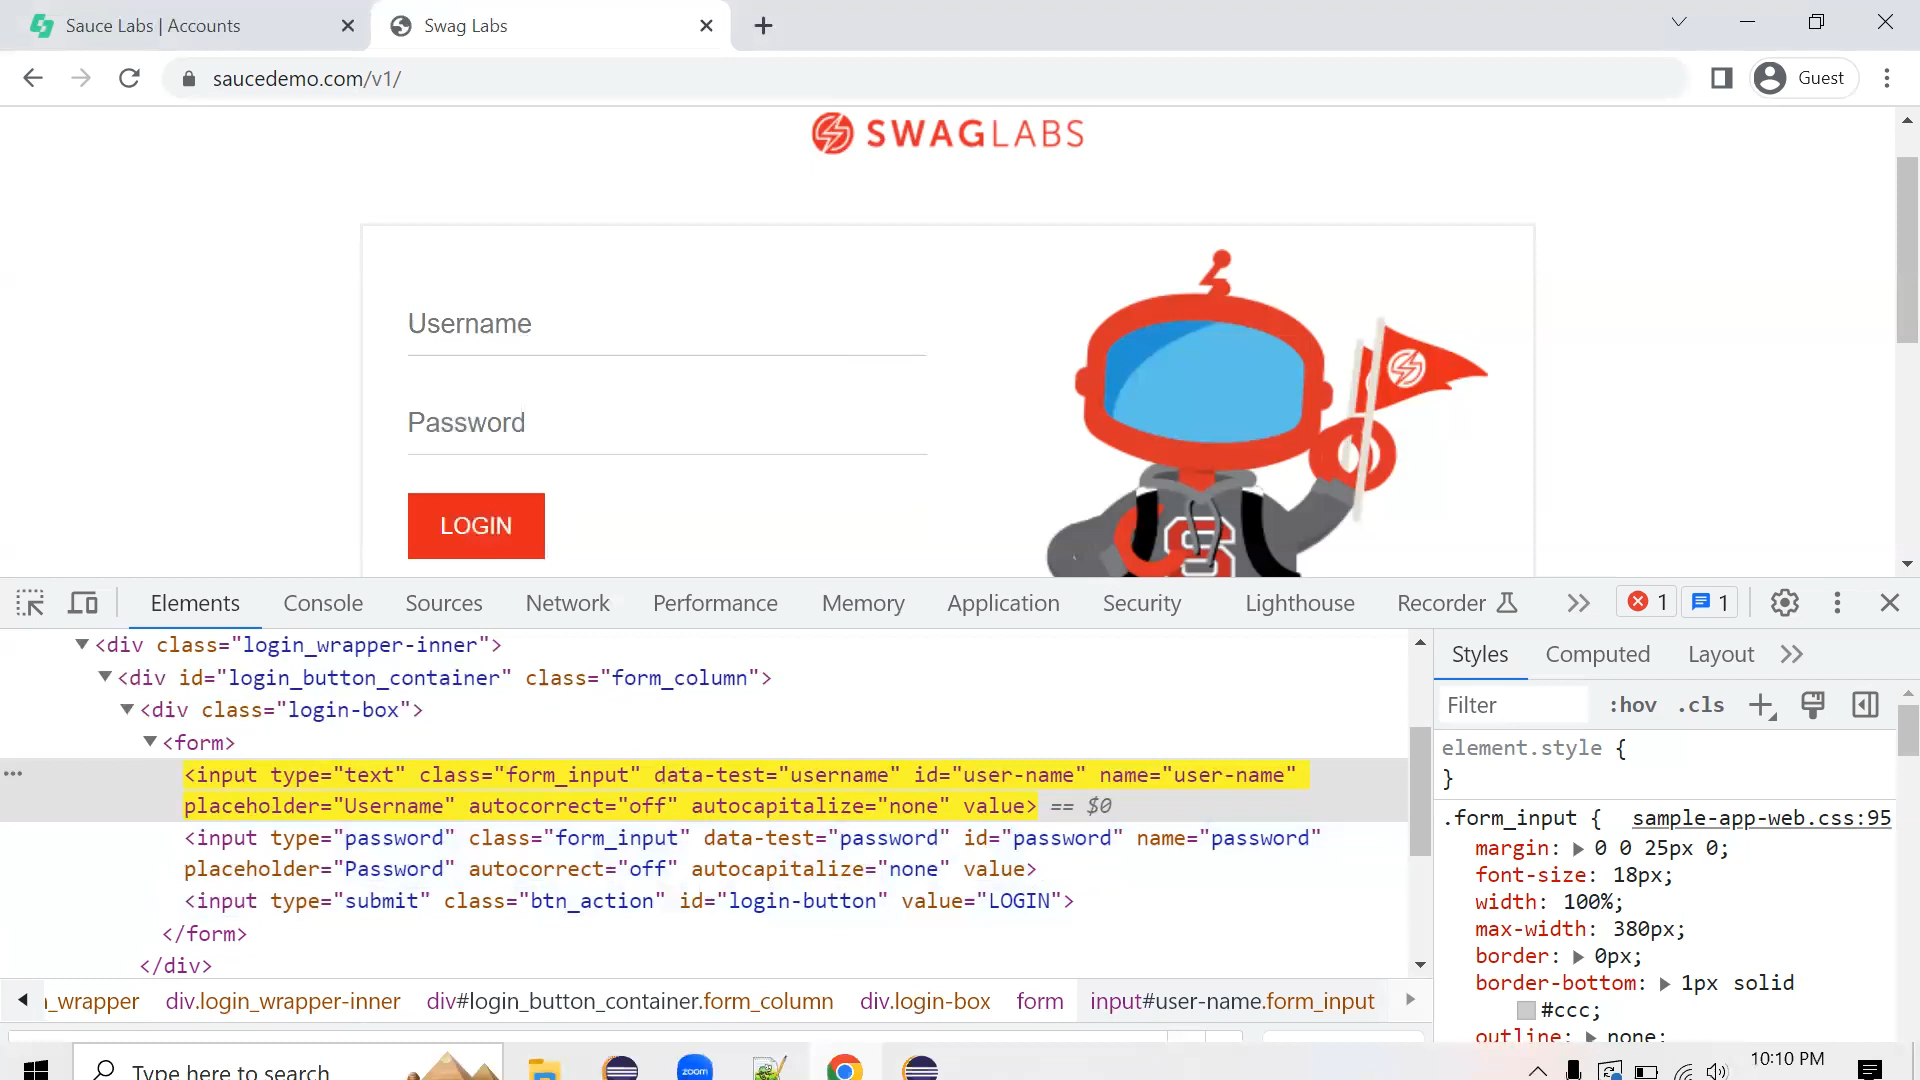 Sauce Labs | Accounts
Swag Labs
saucedemo.com/v1/
Guest
SWAGLABS
Username
Password
LOGIN
Elements Console Sources Network Performance Memory Application Security Lighthouse Recorder 1 1
<div class="login_wrapper-inner">
<div id="login_button_container" class="form_column">
<div class="login-box">
<form>
<input type="text" class="form_input" data-test="username" id="user-name" name="user-name"
placeholder="Username" autocorrect="off" autocapitalize="none" value> == $0
<input type="password" class="form_input" data-test="password" id="password" name="password"
placeholder="Password" autocorrect="off" autocapitalize="none" value>
<input type="submit" class="btn_action" id="login-button" value="LOGIN">
</form>
</div>
_wrapper div.login_wrapper-inner div#login_button_container.form_column div.login-box form input#user-name.form_input
Styles Computed Layout
Filter :hov .cls
element.style {
}
.form_input { sample-app-web.css:95
margin: 0 0 25px 0;
font-size: 18px;
width: 100%;
max-width: 380px;
border: 0px;
border-bottom: 1px solid
#ccc;
outline: none;
Type here to search
zoom
10:10 PM